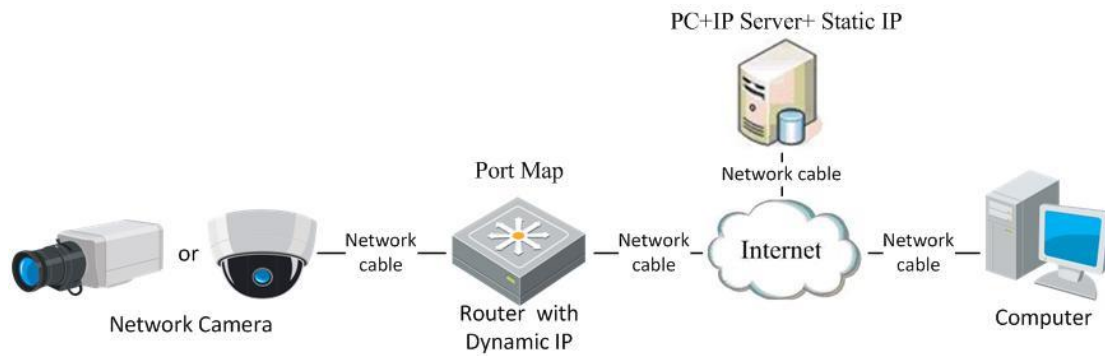 PC+IP Server+ Static IP
Network cable
Port Map
or
Network
cable
Network
cable
Internet
Network
cable
Network Camera
Router with
Dynamic IP
Computer